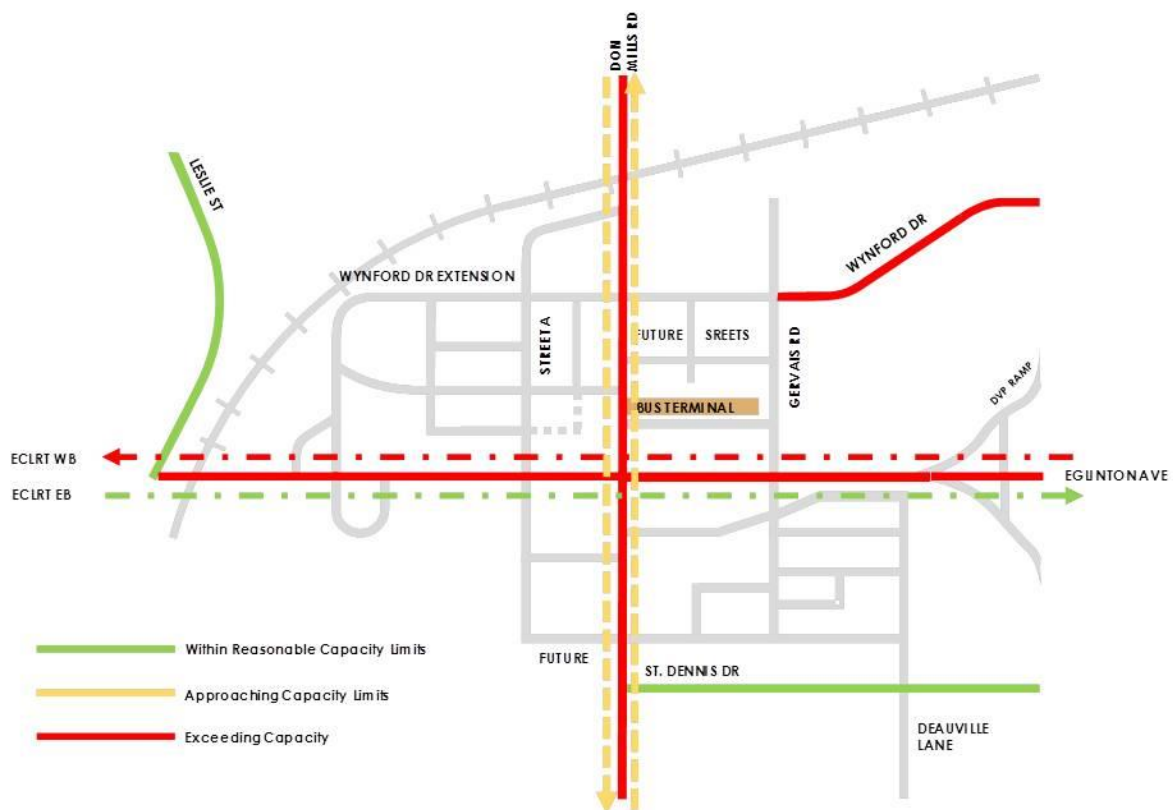 DON
MILLS RD
LESLIE ST
WYNFORD DR
WYNFORD DR EXTENSION
STREET A
FUTURE SREETS
GERVAIS RD
DVP RAMP
BUS TERMINAL
ECLRT WB
EGLINTON AVE
ECLRT EB
Within Reasonable Capacity Limits
FUTURE
ST. DENNIS DR
Approaching Capacity Limits
Exceeding Capacity
DEAUVILLE
LANE